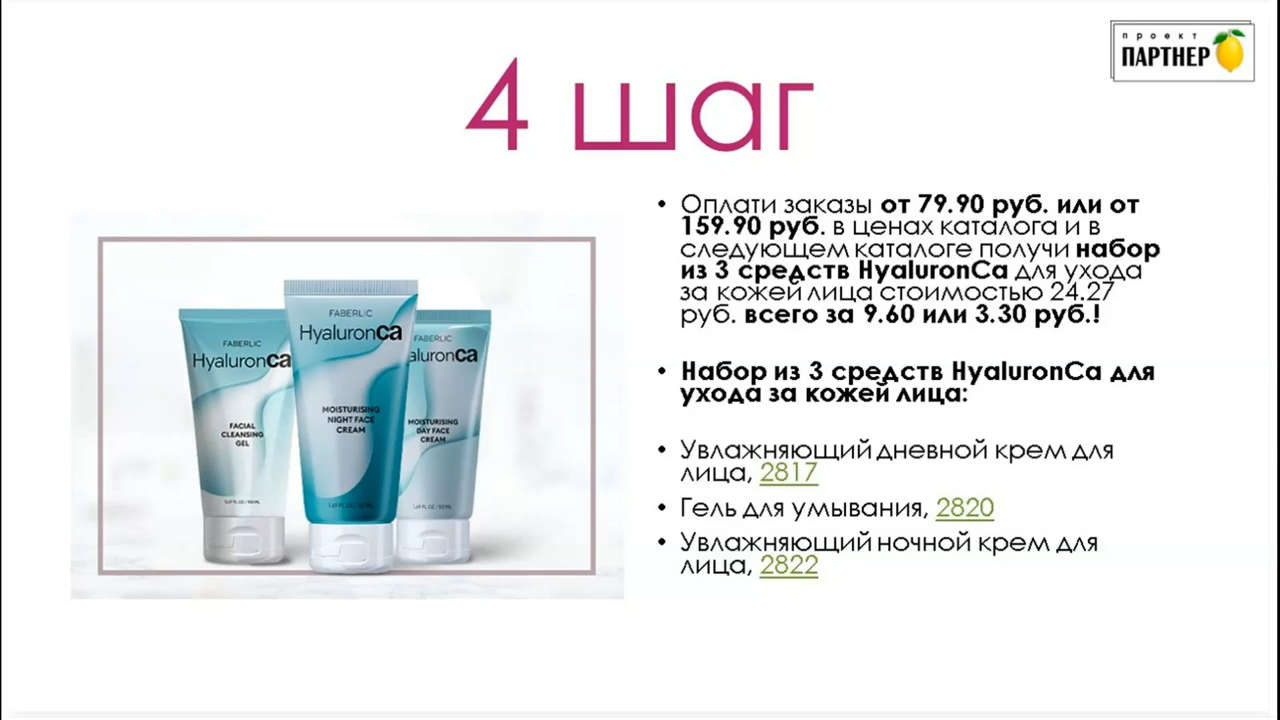 проект
ПАРТНЕР
4 шаг
• Оплати заказы от 79.90 руб. или от
159.90 руб. в ценах каталога и в
следующем каталоге получи набор
из 3 средств HyaluronCa для ухода
за кожей лица стоимостью 24.27
руб. всего за 9.60 или 3.30 руб.!
• Набор из 3 средств HyaluronCa для
ухода за кожей лица:
• Увлажняющий дневной крем для
лица, 2817
• Гель для умывания, 2820
• Увлажняющий ночной крем для
лица, 2822
FABERLIC
HyaluronCa
FACIAL
CLEANSING
GEL
FABERLIC
HyaluronCa
MOISTURISING
NIGHT FACE
CREAM
FABERLIC
aluronCa
MOISTURISING
DAY FACE
CREAM